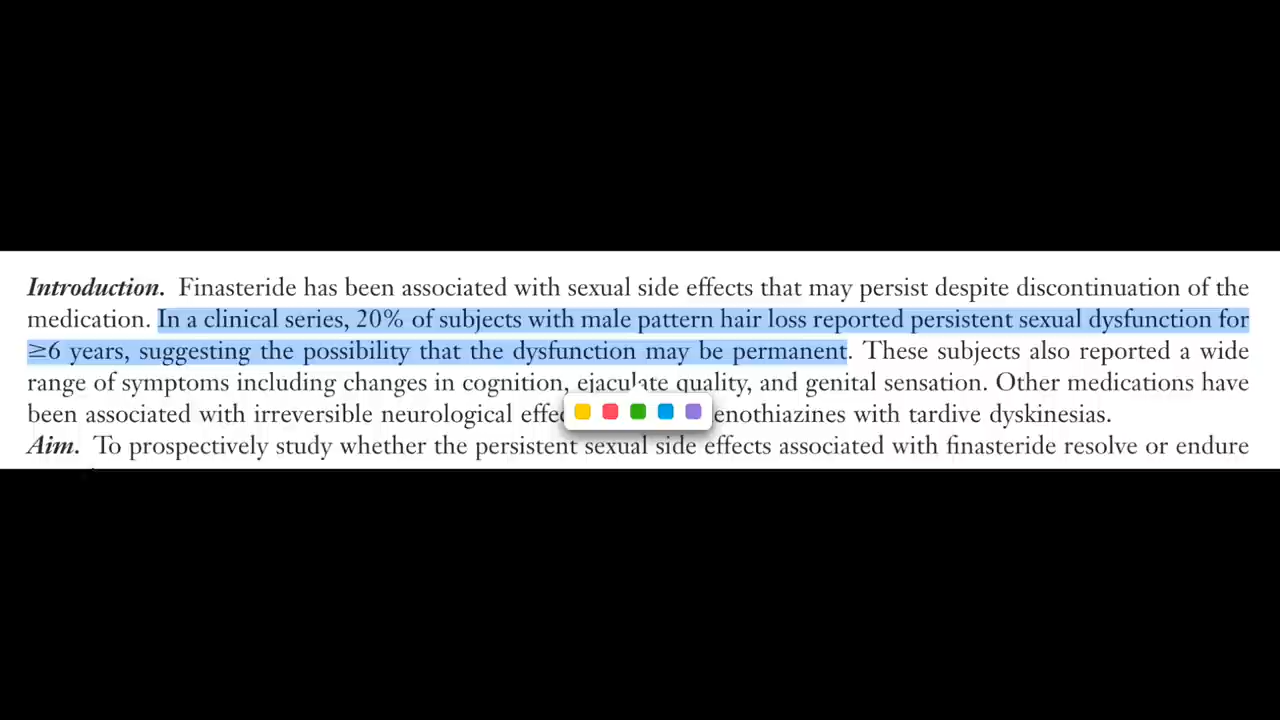 Introduction. Finasteride has been associated with sexual side effects that may persist despite discontinuation of the
medication. In a clinical series, 20% of subjects with male pattern hair loss reported persistent sexual dysfunction for
≥6 years, suggesting the possibility that the dysfunction may be permanent. These subjects also reported a wide
range of symptoms including changes in cognition, ejaculate quality, and genital sensation. Other medications have
been associated with irreversible neurological with tardive dyskinesias.
Aim. To prospectively study whether the persistent sexual side effects associated with finasteride resolve or endure